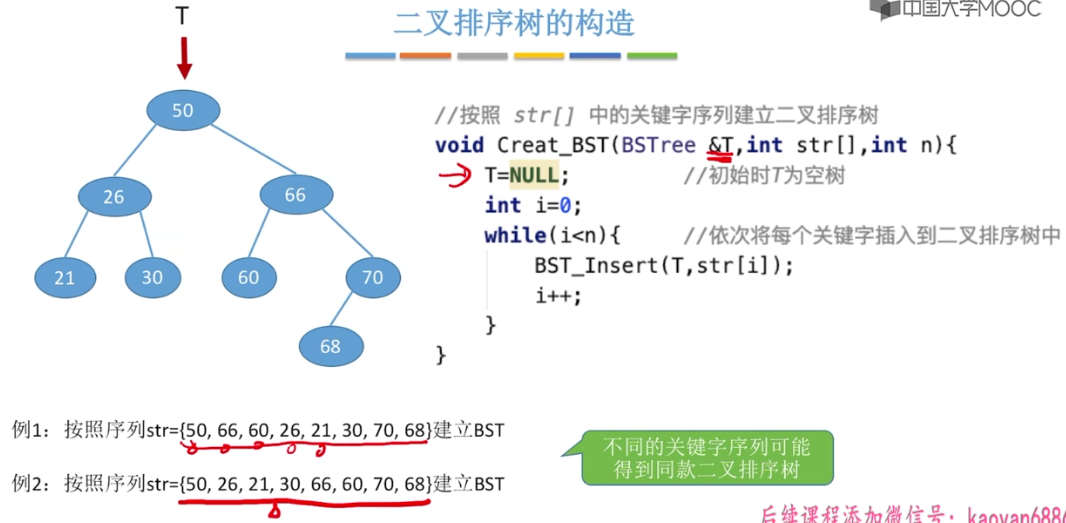 中国大学MOOC
二叉排序树的构造
T
50
26
66
21
30
60
70
68
//按照 str[] 中的关键字序列建立二叉排序树
void Creat_BST(BSTree &T,int str[],int n){
T=NULL; //初始时T为空树
int i=0;
while(i<n){ //依次将每个关键字插入到二叉排序树中
BST_Insert(T,str[i]);
i++;
}
}
例1：按照序列str={50, 66, 60, 26, 21, 30, 70, 68}建立BST
例2：按照序列str={50, 26, 21, 30, 66, 60, 70, 68}建立BST
不同的关键字序列可能
得到同款二叉排序树
后续课程添加微信号：kaoyan6886